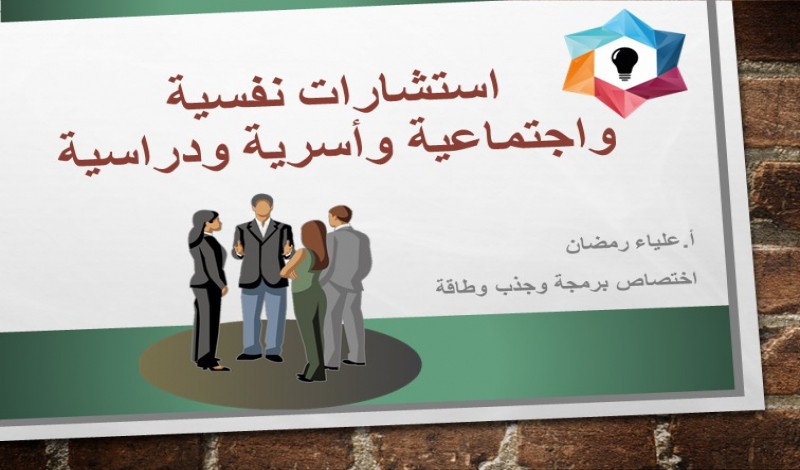 استشارات نفسية
واجتماعية وأسرية ودراسية
أ.علياء رمضان
اختصاص برمجة وجذب وطاقة